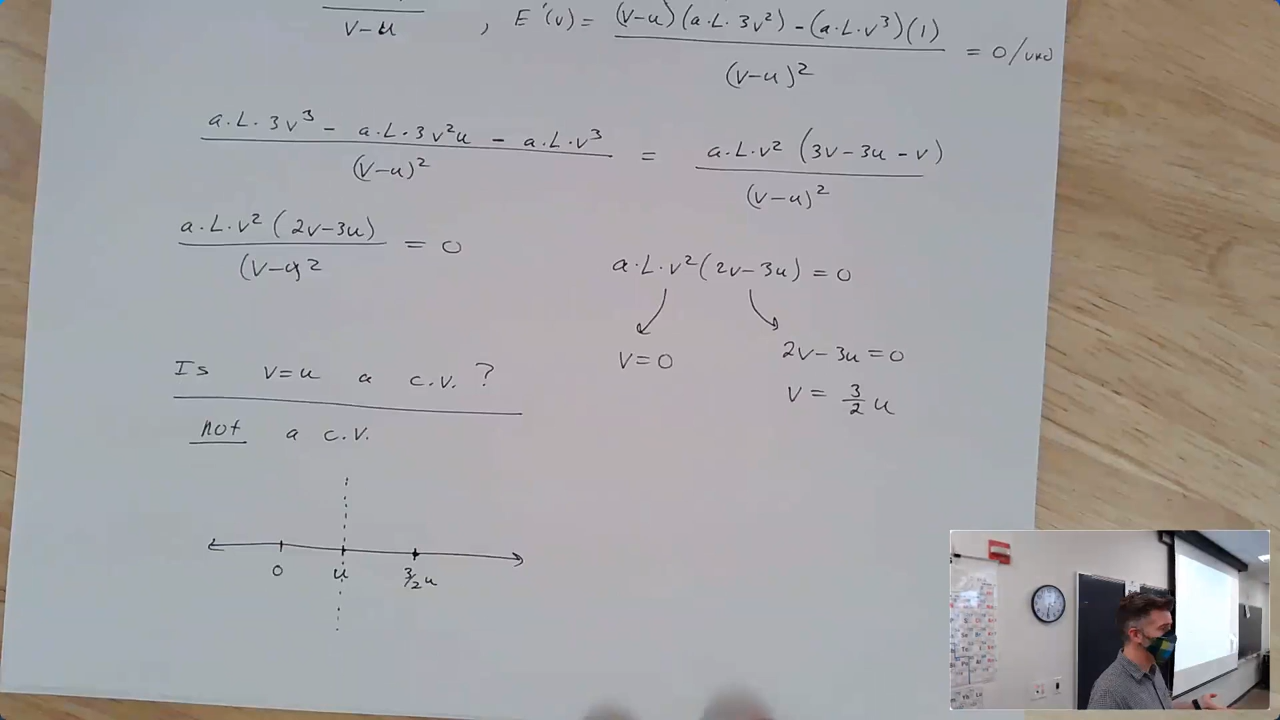 v-u , E'(v) = (v-u)(a.L.3v²) - (a.L.v³)(1) / (v-u)² = 0/und
a.L.3v³ - a.L.3v²u - a.L.v³ / (v-u)² = a.L.v² (3v-3u-v) / (v-u)²
a.L.v² (2v-3u) / (v-u)² = 0
a.L.v²(2v-3u) = 0
v=0
2v-3u=0
v = 3/2 u
Is v=u a c.v. ?
not a c.v.
0 u 3/2u